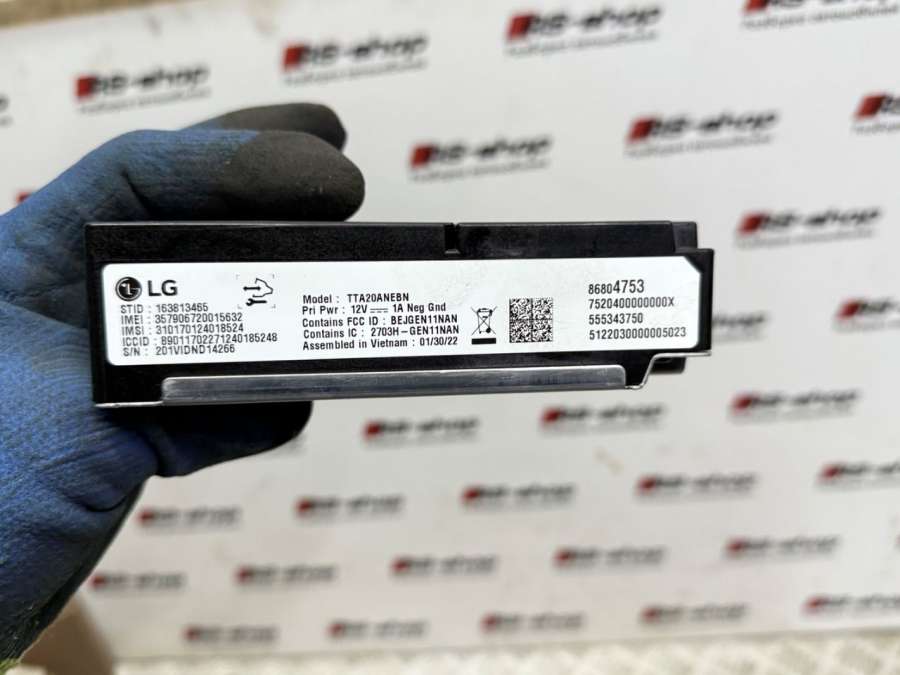 LG
STID : 163813465
IMEI : 357906720015632
IMSI : 310170124018524
ICCID : 89011702271240185248
S/N : 201VIDND14266
Model : TTA20ANEBN
Pri Pwr : 12V 1A Neg Gnd
Contains FCC ID : BEJGEN11NAN
Contains IC : 2703H-GEN11NAN
Assembled in Vietnam : 01/30/22
86804753
7520400000000X
555343750
5122030000005023